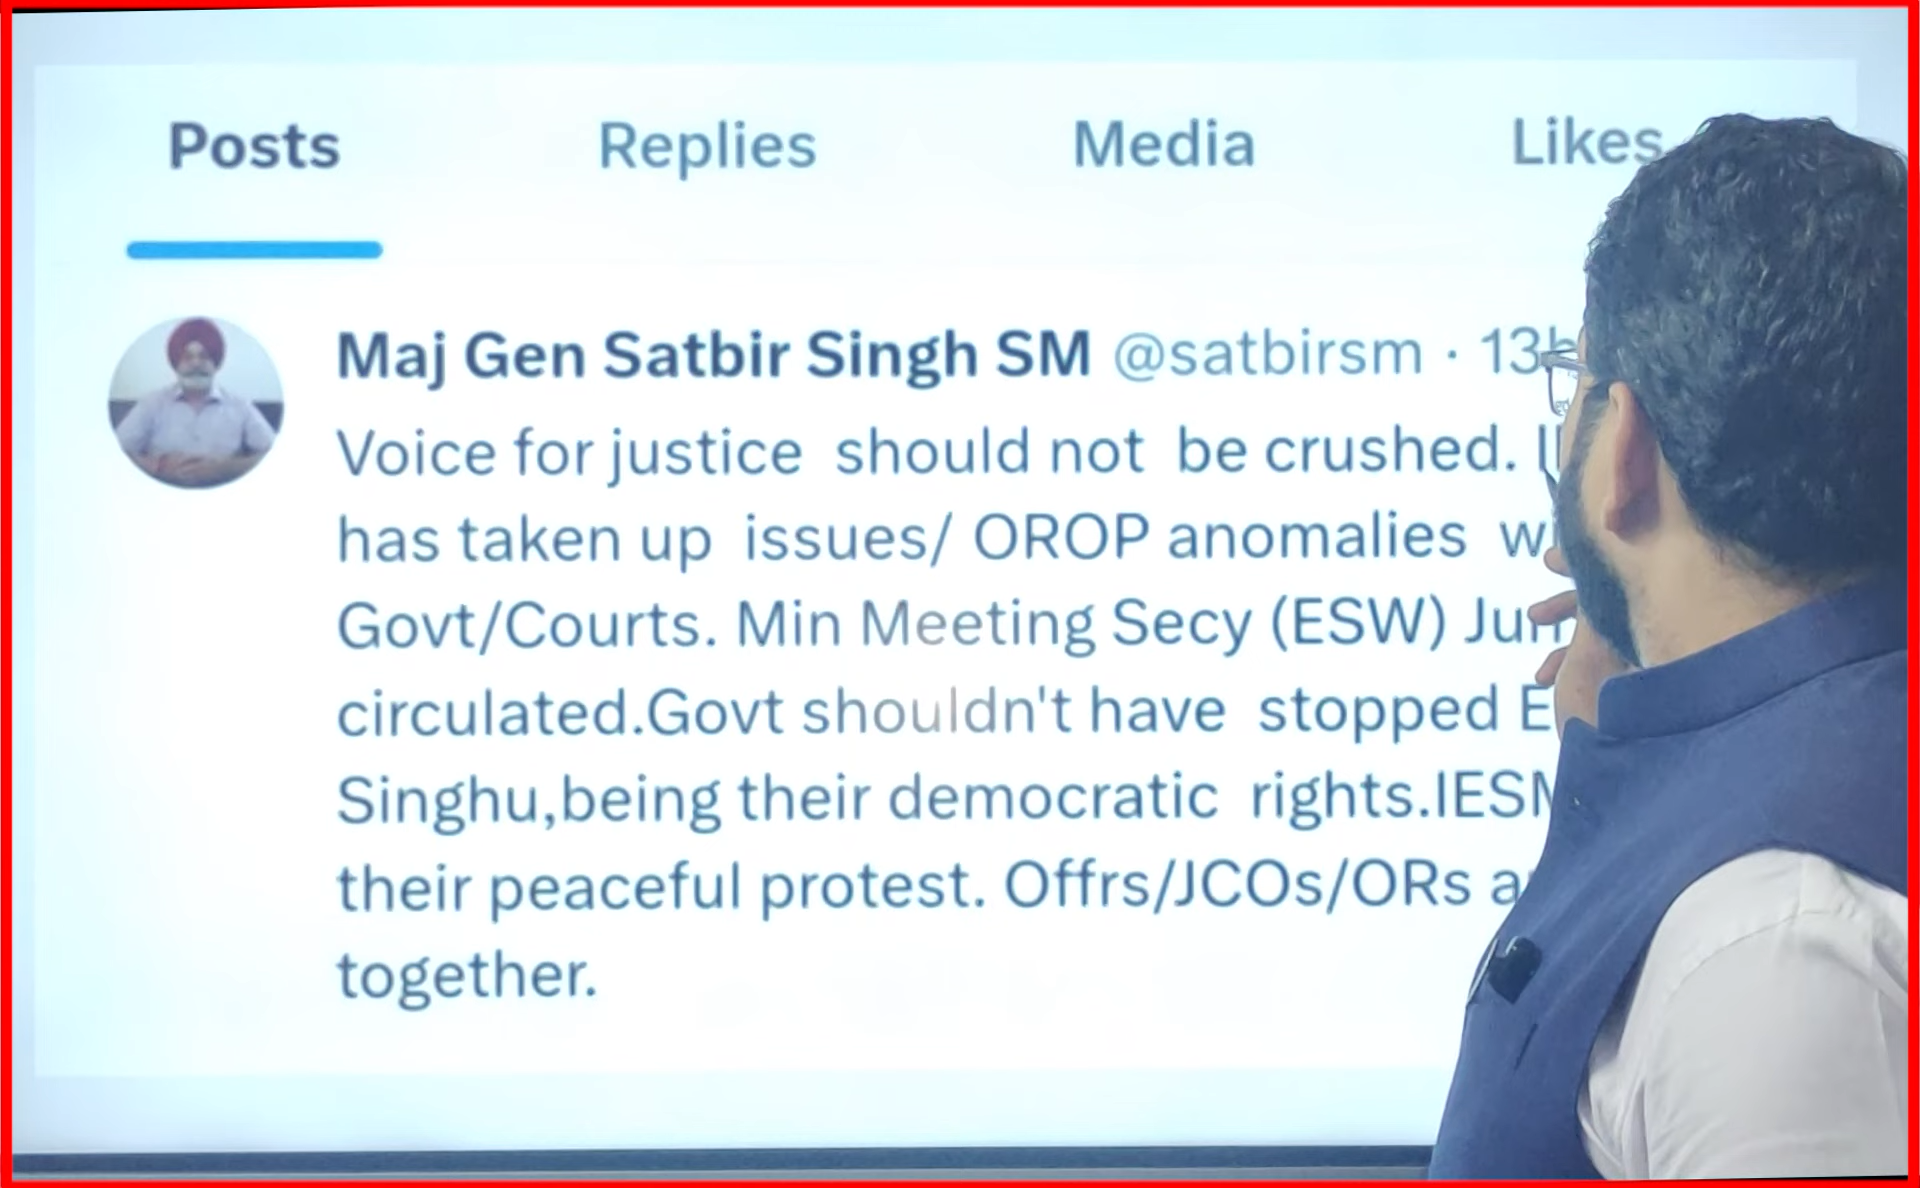 Posts Replies Media Likes
Maj Gen Satbir Singh SM @satbirsm · 13h
Voice for justice should not be crushed.
has taken up issues/ OROP anomalies
Govt/Courts. Min Meeting Secy (ESW)
circulated.Govt shouldn't have stopped
Singhu,being their democratic rights.IESM
their peaceful protest. Offrs/JCOs/ORs
together.